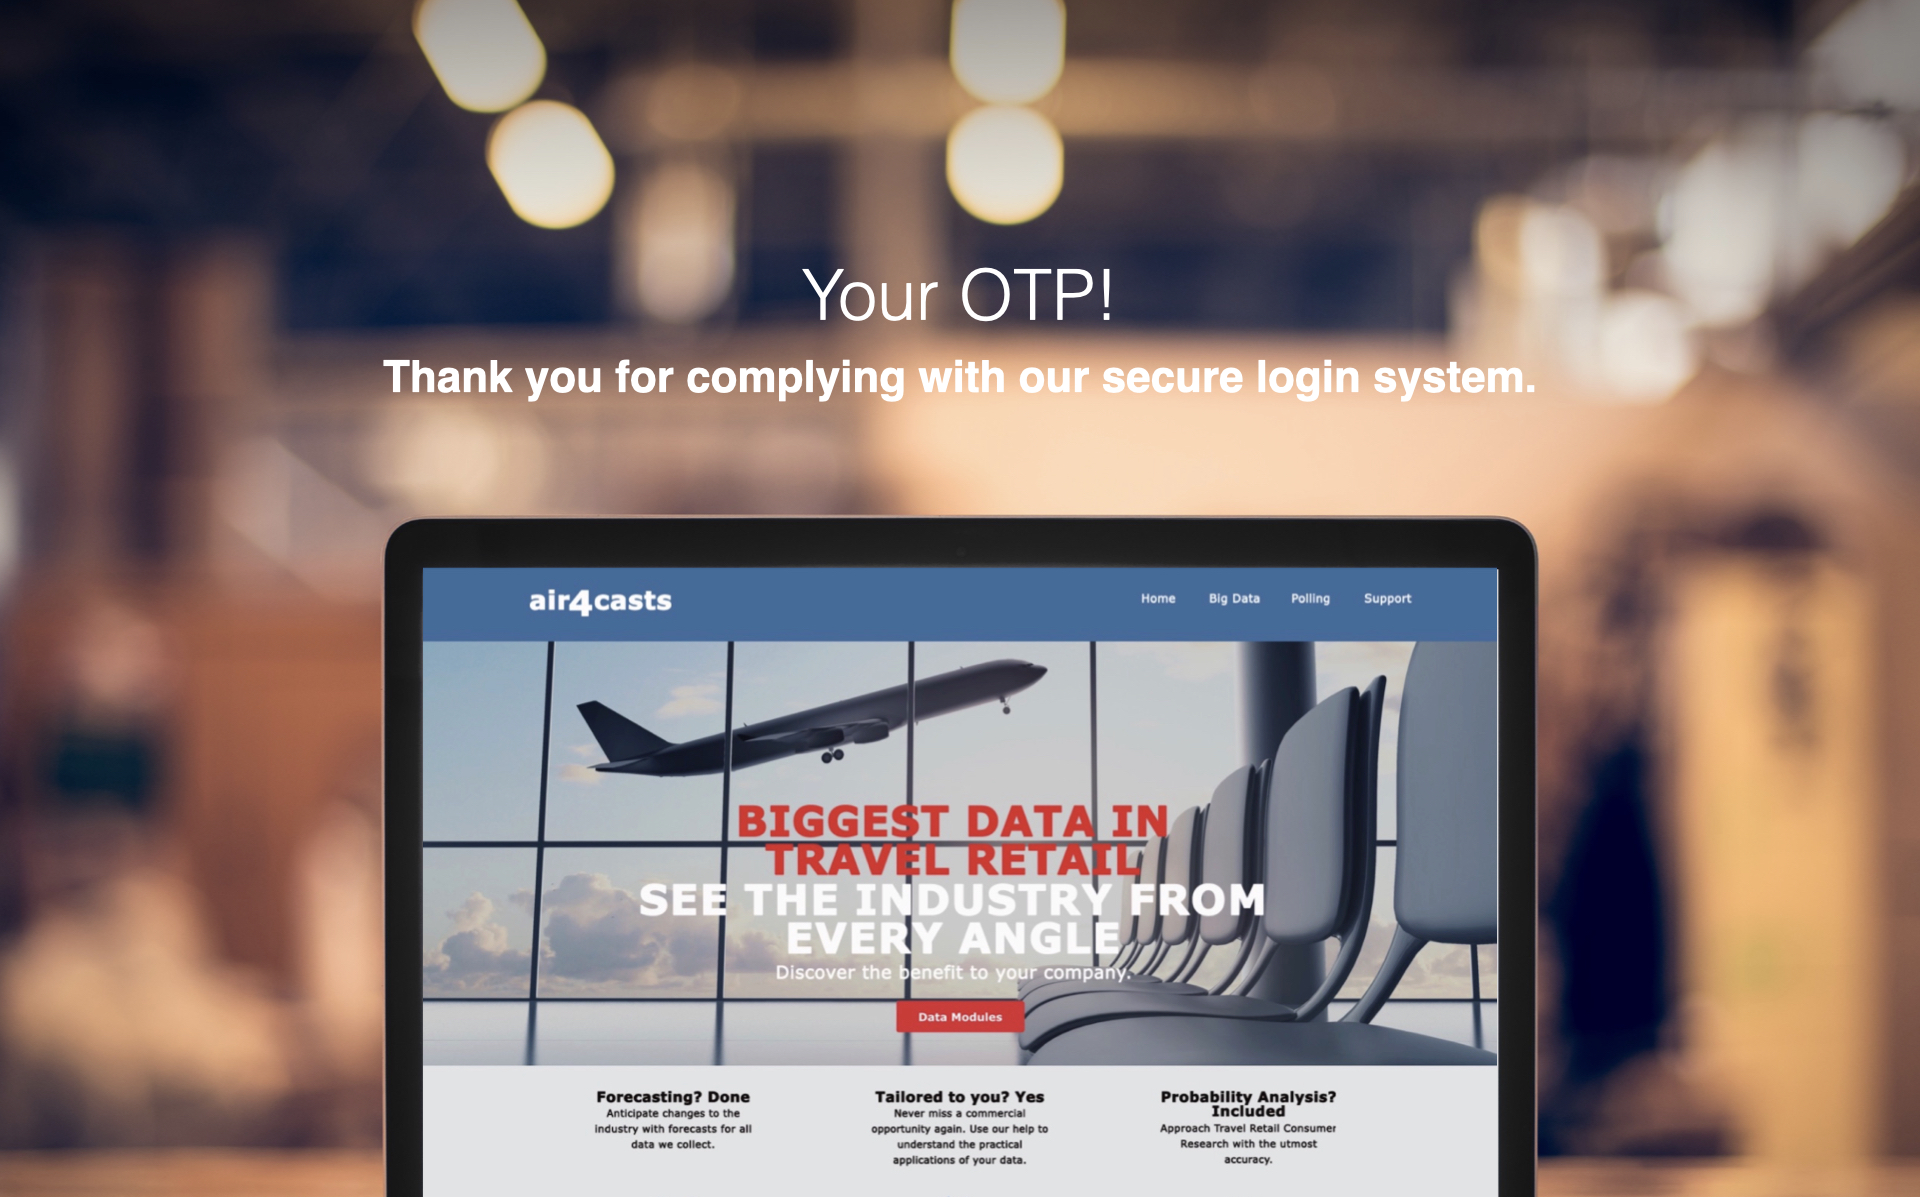 Your OTP!
Thank you for complying with our secure login system.
air4casts
Home Big Data Polling Support
BIGGEST DATA IN
TRAVEL RETAIL
SEE THE INDUSTRY FROM
EVERY ANGLE
Discover the benefit to your company.
Data Modules
Forecasting? Done
Anticipate changes to the
industry with forecasts for all
data we collect.
Tailored to you? Yes
Never miss a commercial
opportunity again. Use our help to
understand the practical
applications of your data.
Probability Analysis?
Included
Approach Travel Retail Consumer
Research with the utmost
accuracy.